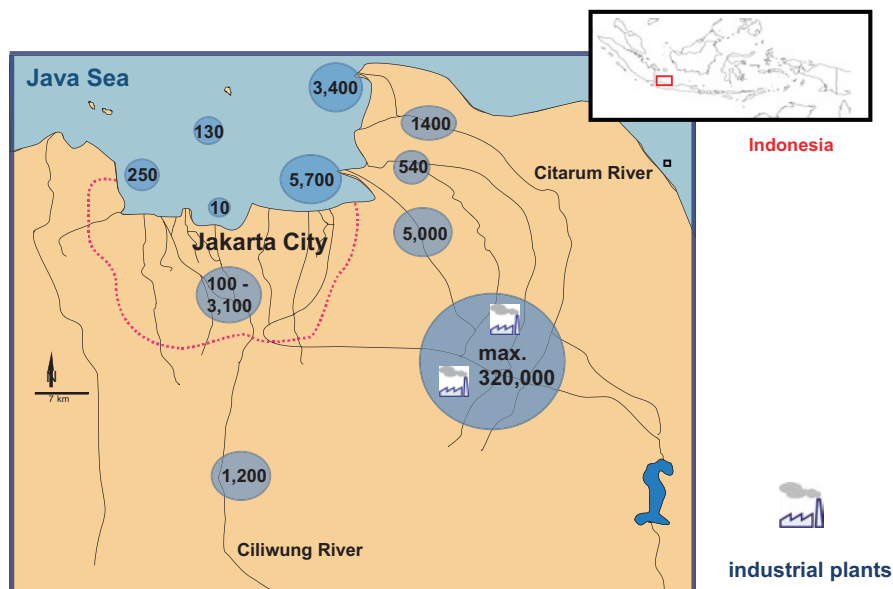 Java Sea
3,400
130
1400
Indonesia
250
5,700
540
Citarum River
10
Jakarta City
5,000
100 -
3,100
N
7 km
max.
320,000
1,200
Ciliwung River
industrial plants